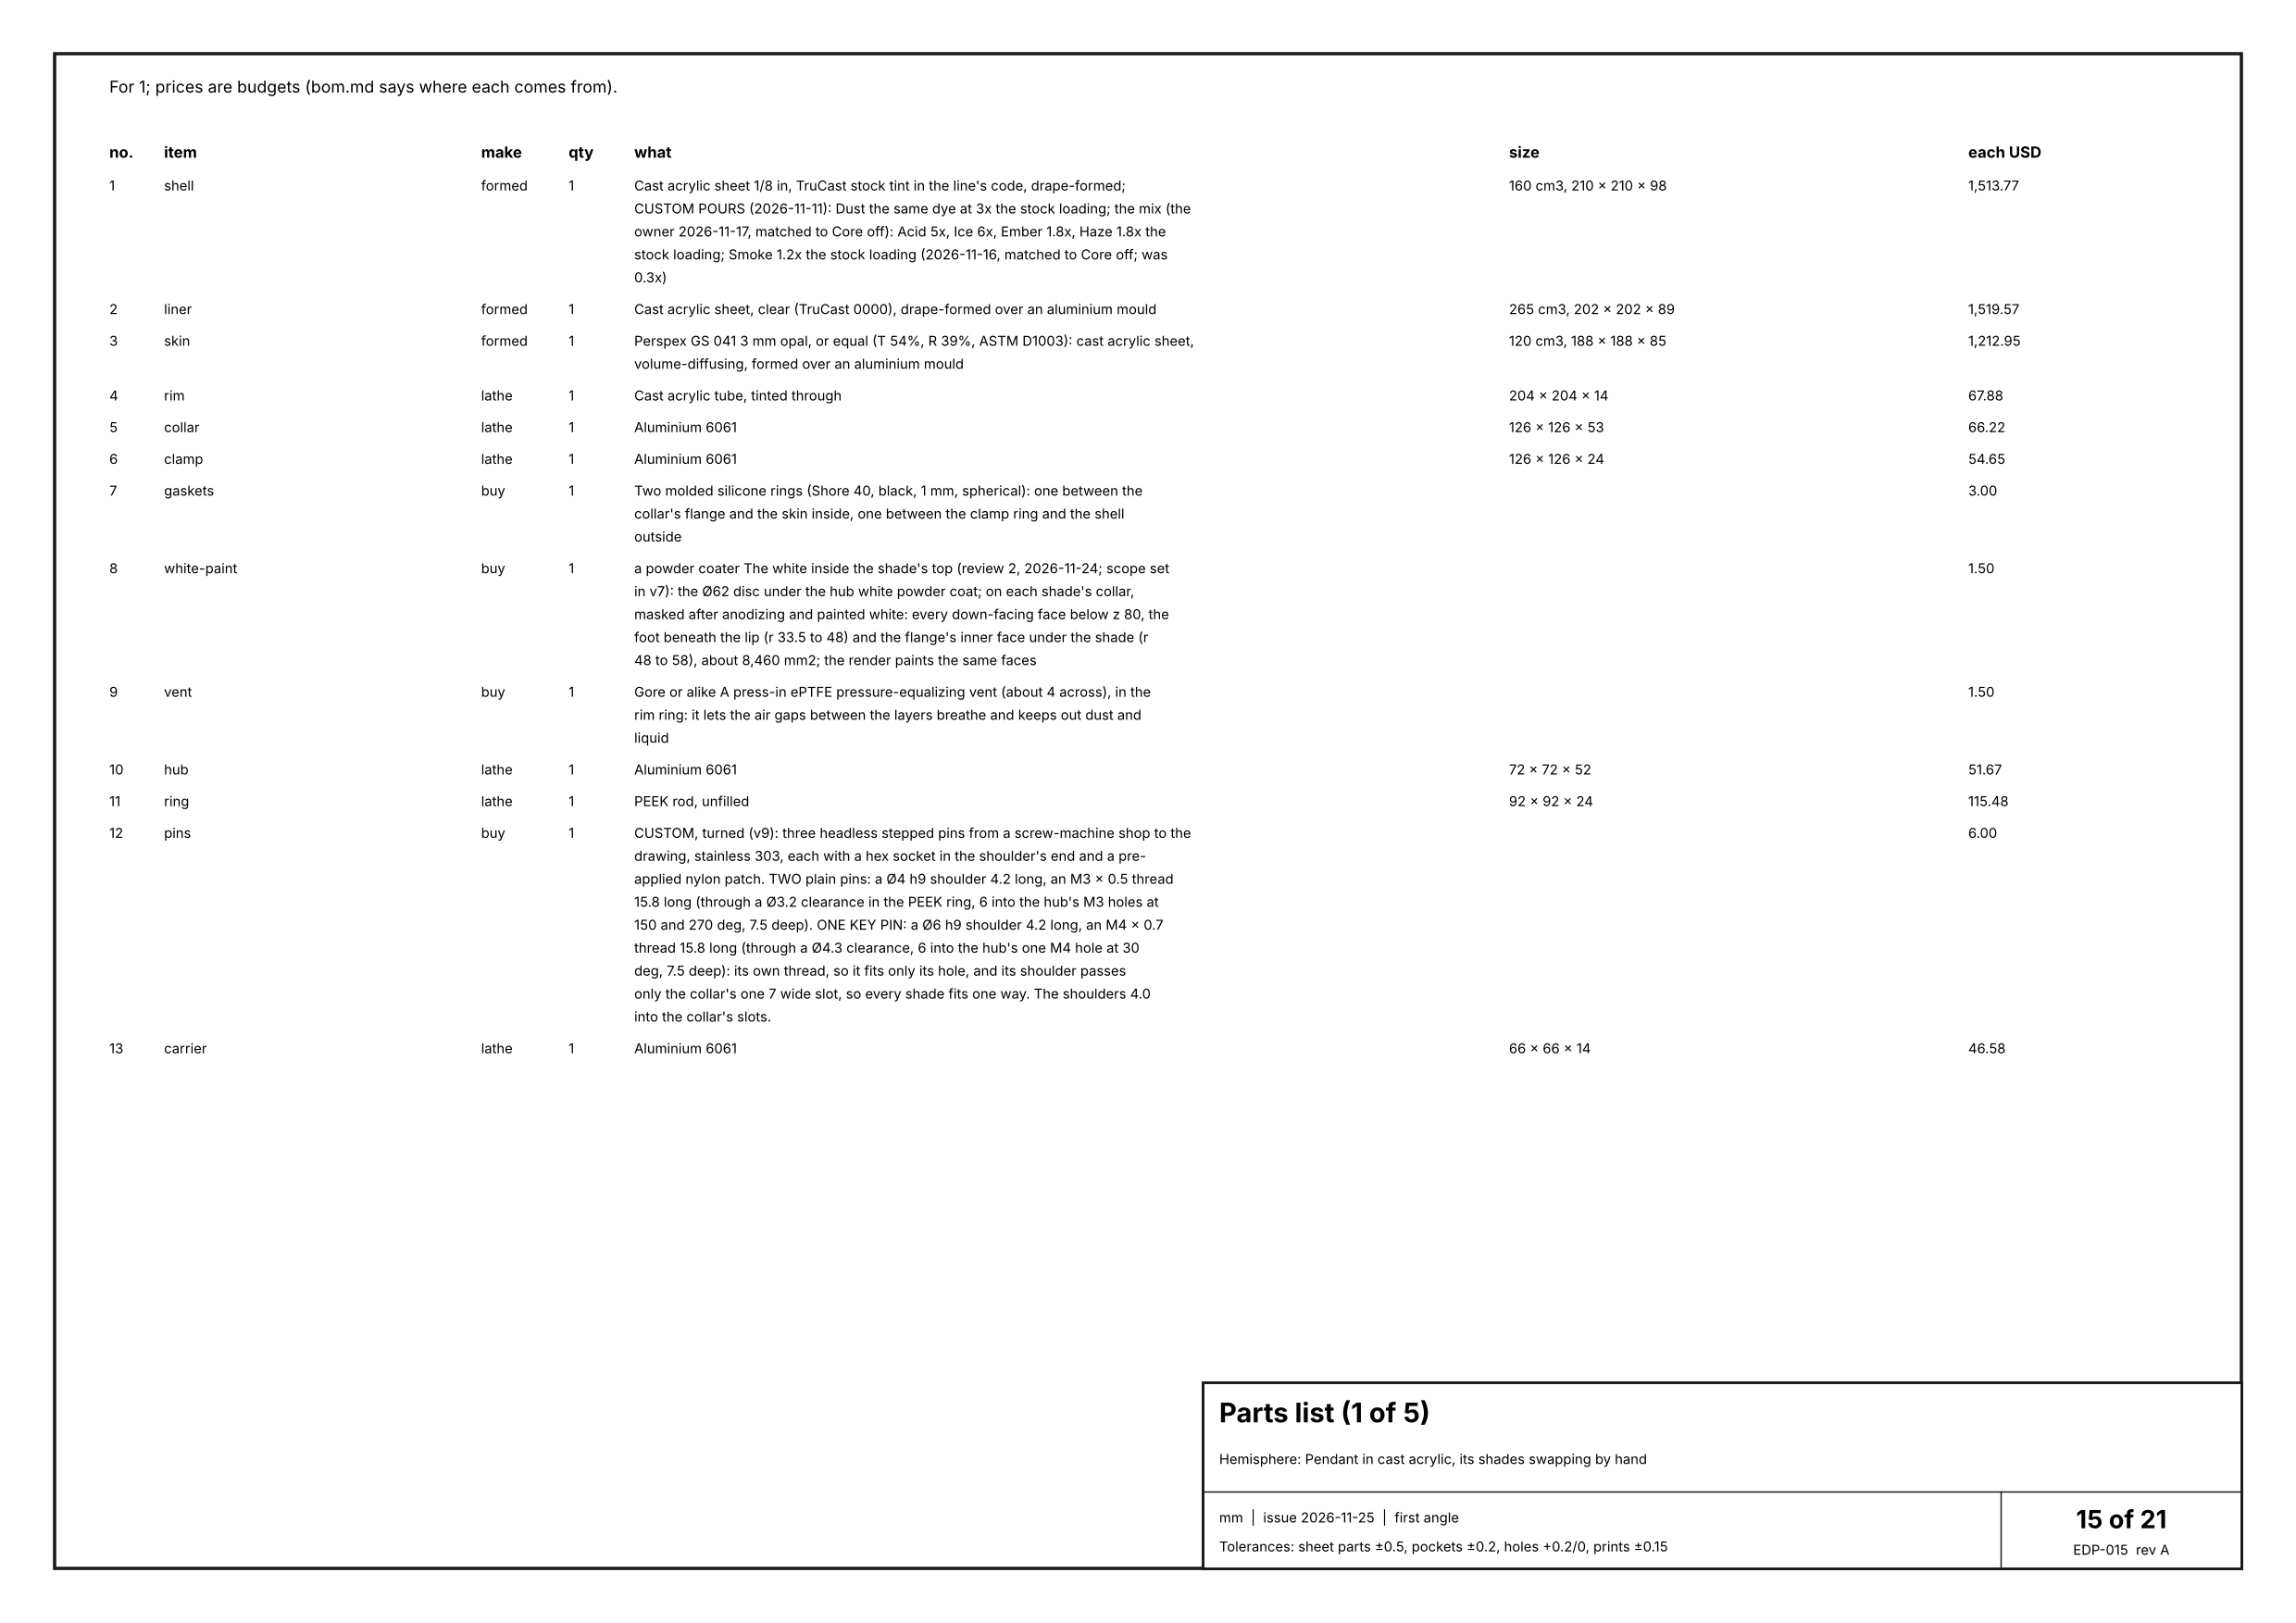 For 1; prices are budgets (bom.md says where each comes from).
no. item make qty what size each USD
1 shell formed 1 Cast acrylic sheet 1/8 in, TruCast stock tint in the line's code, drape-formed; 160 cm3, 210 × 210 × 98 1,513.77
CUSTOM POURS (2026-11-11): Dust the same dye at 3x the stock loading; the mix (the
owner 2026-11-17, matched to Core off): Acid 5x, Ice 6x, Ember 1.8x, Haze 1.8x the
stock loading; Smoke 1.2x the stock loading (2026-11-16, matched to Core off; was
0.3x)
2 liner formed 1 Cast acrylic sheet, clear (TruCast 0000), drape-formed over an aluminium mould 265 cm3, 202 × 202 × 89 1,519.57
3 skin formed 1 Perspex GS 041 3 mm opal, or equal (T 54%, R 39%, ASTM D1003): cast acrylic sheet, 120 cm3, 188 × 188 × 85 1,212.95
volume-diffusing, formed over an aluminium mould
4 rim lathe 1 Cast acrylic tube, tinted through 204 × 204 × 14 67.88
5 collar lathe 1 Aluminium 6061 126 × 126 × 53 66.22
6 clamp lathe 1 Aluminium 6061 126 × 126 × 24 54.65
7 gaskets buy 1 Two molded silicone rings (Shore 40, black, 1 mm, spherical): one between the 3.00
collar's flange and the skin inside, one between the clamp ring and the shell
outside
8 white-paint buy 1 a powder coater The white inside the shade's top (review 2, 2026-11-24; scope set 1.50
in v7): the Ø62 disc under the hub white powder coat; on each shade's collar,
masked after anodizing and painted white: every down-facing face below z 80, the
foot beneath the lip (r 33.5 to 48) and the flange's inner face under the shade (r
48 to 58), about 8,460 mm2; the render paints the same faces
9 vent buy 1 Gore or alike A press-in ePTFE pressure-equalizing vent (about 4 across), in the 1.50
rim ring: it lets the air gaps between the layers breathe and keeps out dust and
liquid
10 hub lathe 1 Aluminium 6061 72 × 72 × 52 51.67
11 ring lathe 1 PEEK rod, unfilled 92 × 92 × 24 115.48
12 pins buy 1 CUSTOM, turned (v9): three headless stepped pins from a screw-machine shop to the 6.00
drawing, stainless 303, each with a hex socket in the shoulder's end and a pre-
applied nylon patch. TWO plain pins: a Ø4 h9 shoulder 4.2 long, an M3 × 0.5 thread
15.8 long (through a Ø3.2 clearance in the PEEK ring, 6 into the hub's M3 holes at
150 and 270 deg, 7.5 deep). ONE KEY PIN: a Ø6 h9 shoulder 4.2 long, an M4 × 0.7
thread 15.8 long (through a Ø4.3 clearance, 6 into the hub's one M4 hole at 30
deg, 7.5 deep): its own thread, so it fits only its hole, and its shoulder passes
only the collar's one 7 wide slot, so every shade fits one way. The shoulders 4.0
into the collar's slots.
13 carrier lathe 1 Aluminium 6061 66 × 66 × 14 46.58
Parts list (1 of 5)
Hemisphere: Pendant in cast acrylic, its shades swapping by hand
mm | issue 2026-11-25 | first angle
Tolerances: sheet parts ±0.5, pockets ±0.2, holes +0.2/0, prints ±0.15
15 of 21
EDP-015 rev A